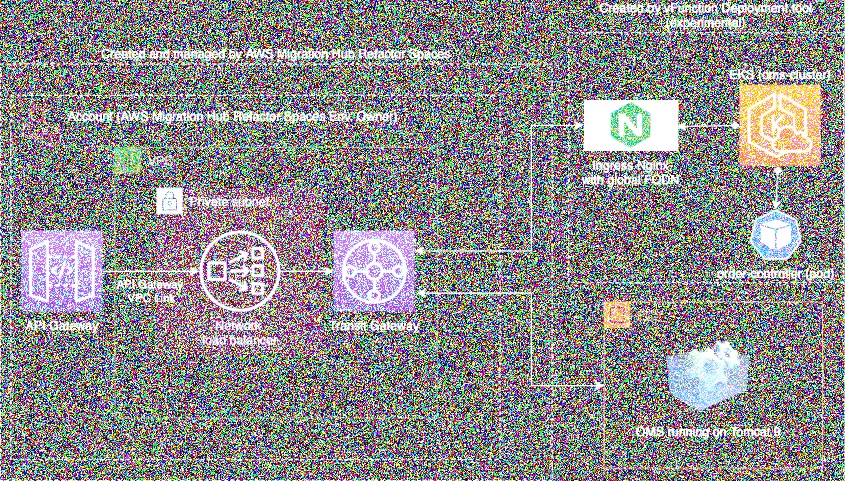 Created by vFunction Deployment tool
(experimental)
Created and managed by AWS Migration Hub Refactor Spaces
EKS (oms-cluster)
Account (AWS Migration Hub Refactor Spaces Env. Owner)
VPC
Ingress Nginx
with global FQDN
Private subnet
order-controller (pod)
API Gateway
VPC Link
API Gateway
Network
load balancer
Transit Gateway
OMS running on Tomcat 9